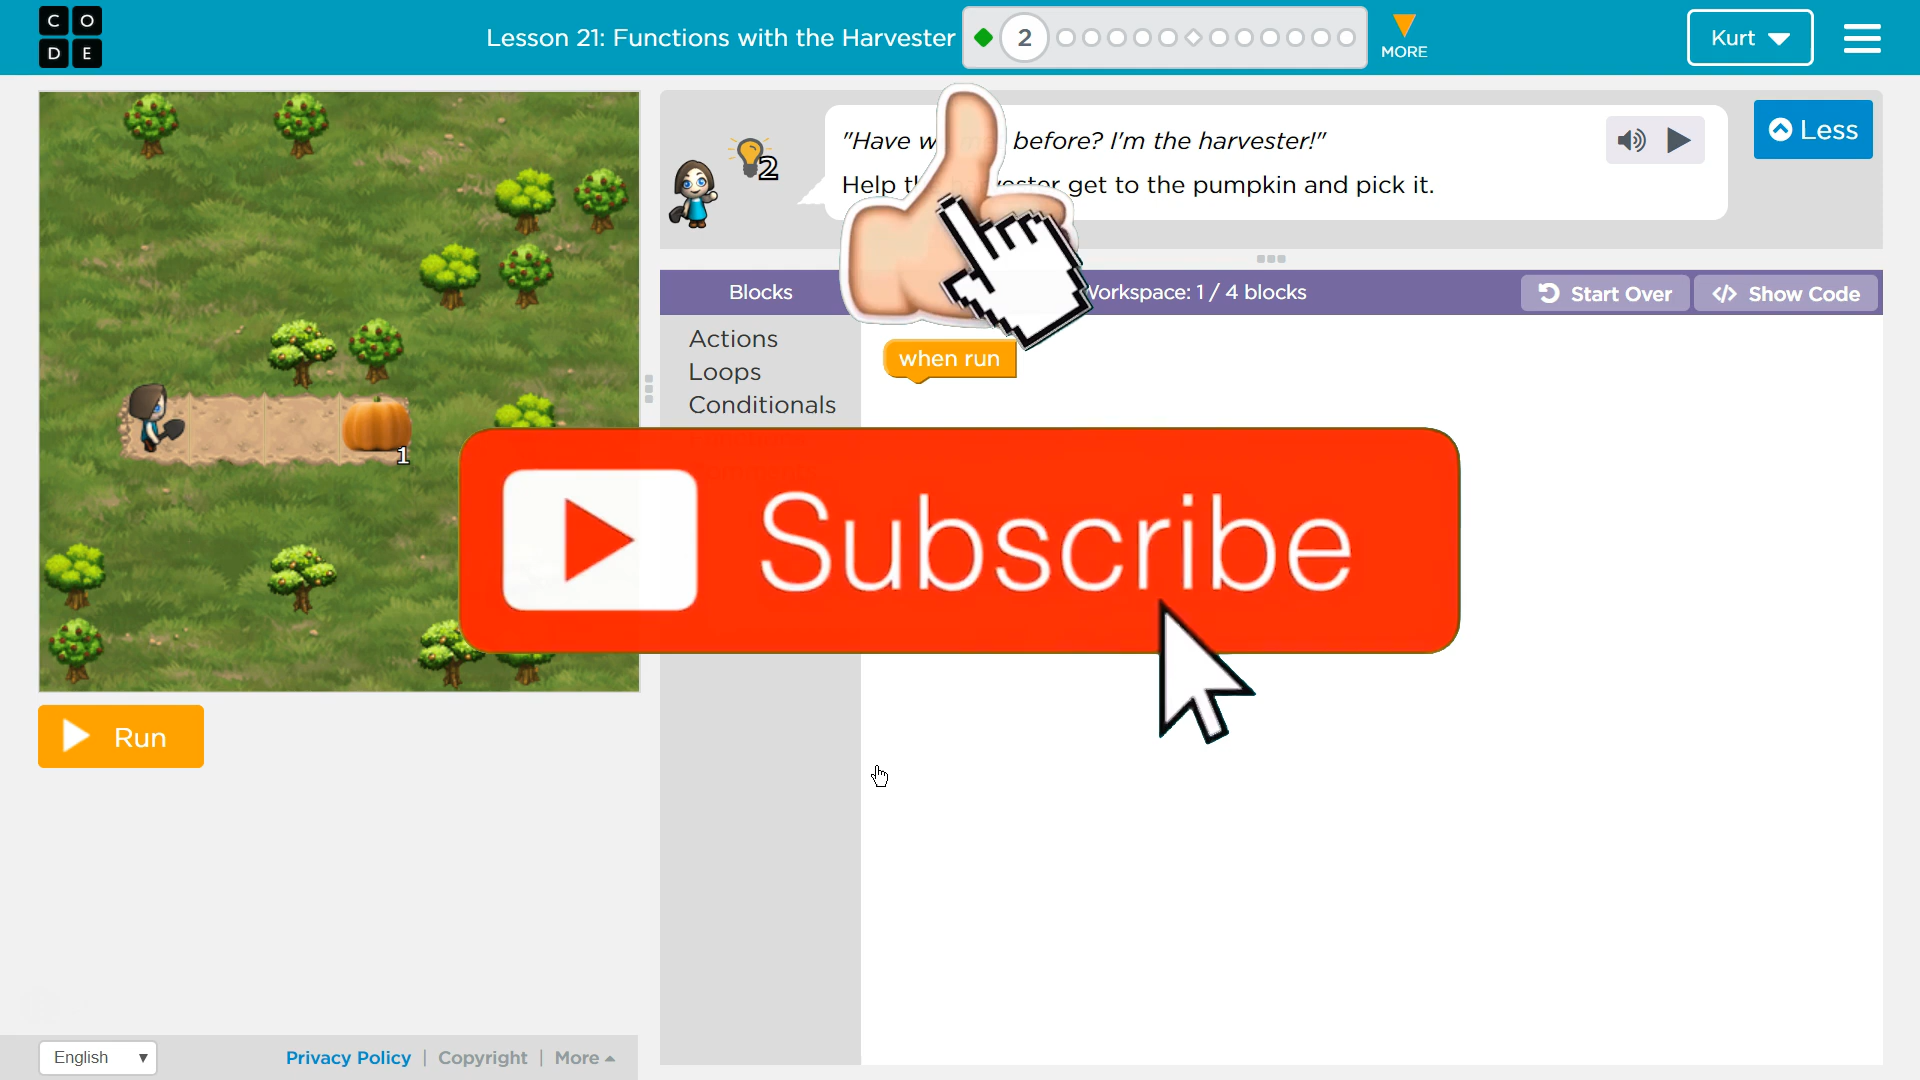 C O
D E
Lesson 21: Functions with the Harvester
2
MORE
Kurt
2
"Have w before? I'm the harvester!"
Help th get to the pumpkin and pick it.
Less
Blocks
Workspace: 1 / 4 blocks
Start Over
Show Code
Actions
Loops
Conditionals
when run
1
Subscribe
Run
English
Privacy Policy | Copyright | More